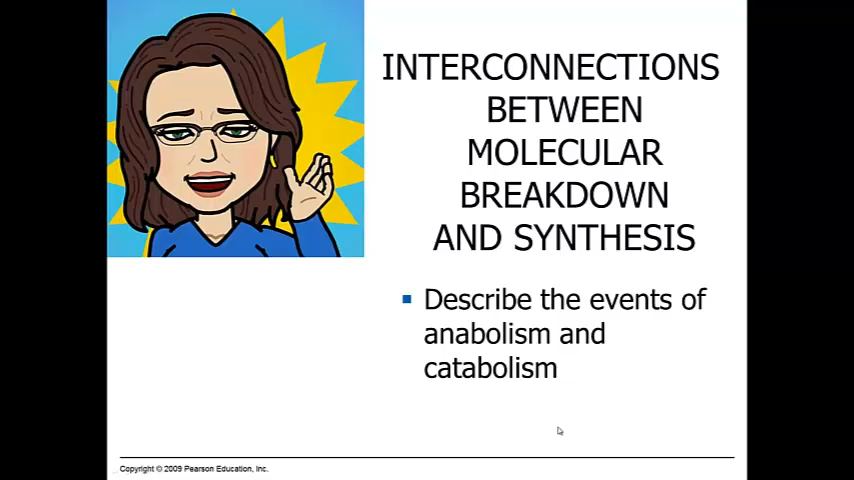 INTERCONNECTIONS
BETWEEN
MOLECULAR
BREAKDOWN
AND SYNTHESIS
Describe the events of
anabolism and
catabolism
Copyright © 2009 Pearson Education, Inc.